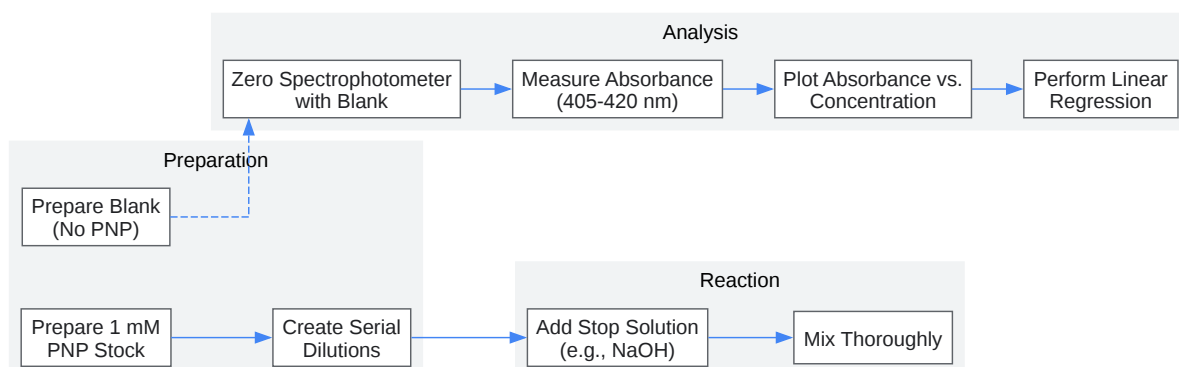 Analysis
Zero Spectrophotometer
with Blank
Measure Absorbance
(405-420 nm)
Plot Absorbance vs.
Concentration
Perform Linear
Regression
Preparation
Prepare Blank
(No PNP)
Prepare 1 mM
PNP Stock
Create Serial
Dilutions
Reaction
Add Stop Solution
(e.g., NaOH)
Mix Thoroughly